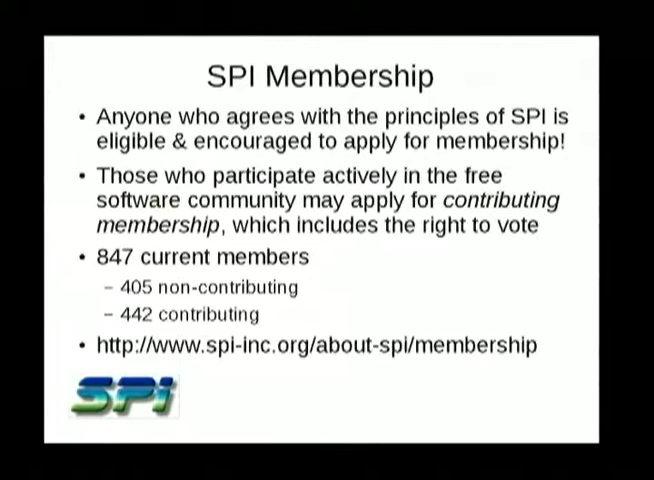 SPI Membership
• Anyone who agrees with the principles of SPI is
eligible & encouraged to apply for membership!
• Those who participate actively in the free
software community may apply for contributing
membership, which includes the right to vote
• 847 current members
– 405 non-contributing
– 442 contributing
• http://www.spi-inc.org/about-spi/membership
SPi